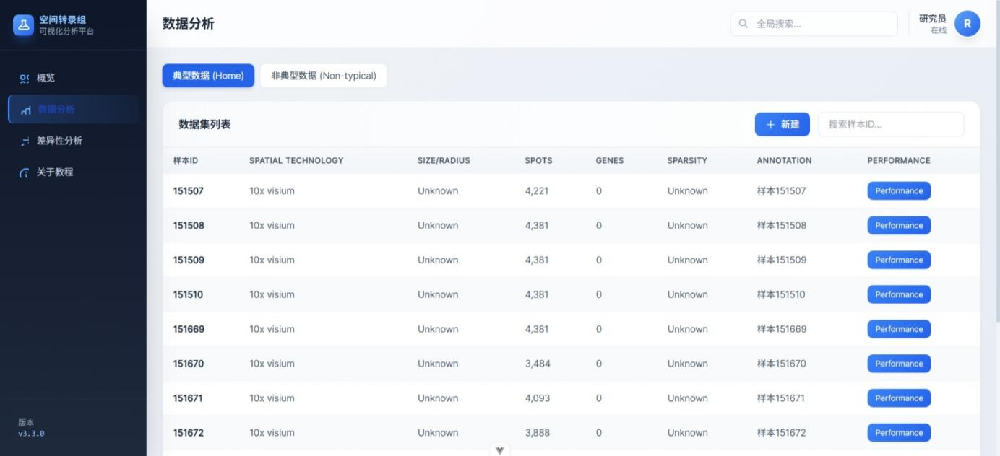 空间转录组
可视化分析平台
概览
数据分析
差异性分析
关于教程
版本
v3.3.0
数据分析
全局搜索...
研究员
在线
R
典型数据 (Home)
非典型数据 (Non-typical)
数据集列表
+ 新建
搜索样本ID...
样本ID SPATIAL TECHNOLOGY SIZE/RADIUS SPOTS GENES SPARSITY ANNOTATION PERFORMANCE
151507 10x visium Unknown 4,221 0 Unknown 样本151507 Performance
151508 10x visium Unknown 4,381 0 Unknown 样本151508 Performance
151509 10x visium Unknown 4,381 0 Unknown 样本151509 Performance
151510 10x visium Unknown 4,381 0 Unknown 样本151510 Performance
151669 10x visium Unknown 4,381 0 Unknown 样本151669 Performance
151670 10x visium Unknown 3,484 0 Unknown 样本151670 Performance
151671 10x visium Unknown 4,093 0 Unknown 样本151671 Performance
151672 10x visium Unknown 3,888 0 Unknown 样本151672 Performance